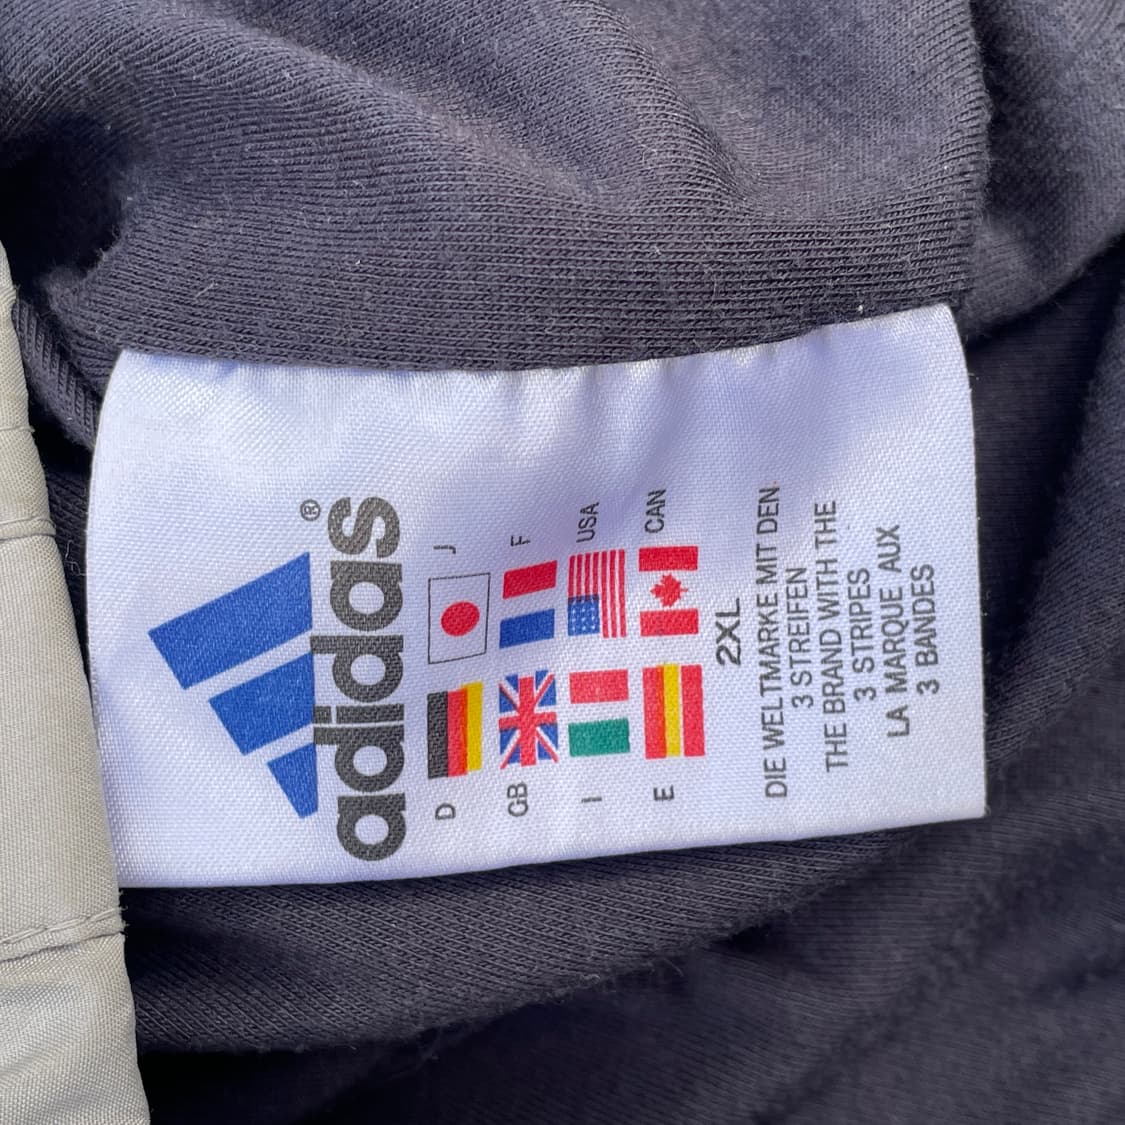 adidas®
D J
GB F
I USA
E CAN
2XL
DIE WELTMARKE MIT DEN
3 STREIFEN
THE BRAND WITH THE
3 STRIPES
LA MARQUE AUX
3 BANDES